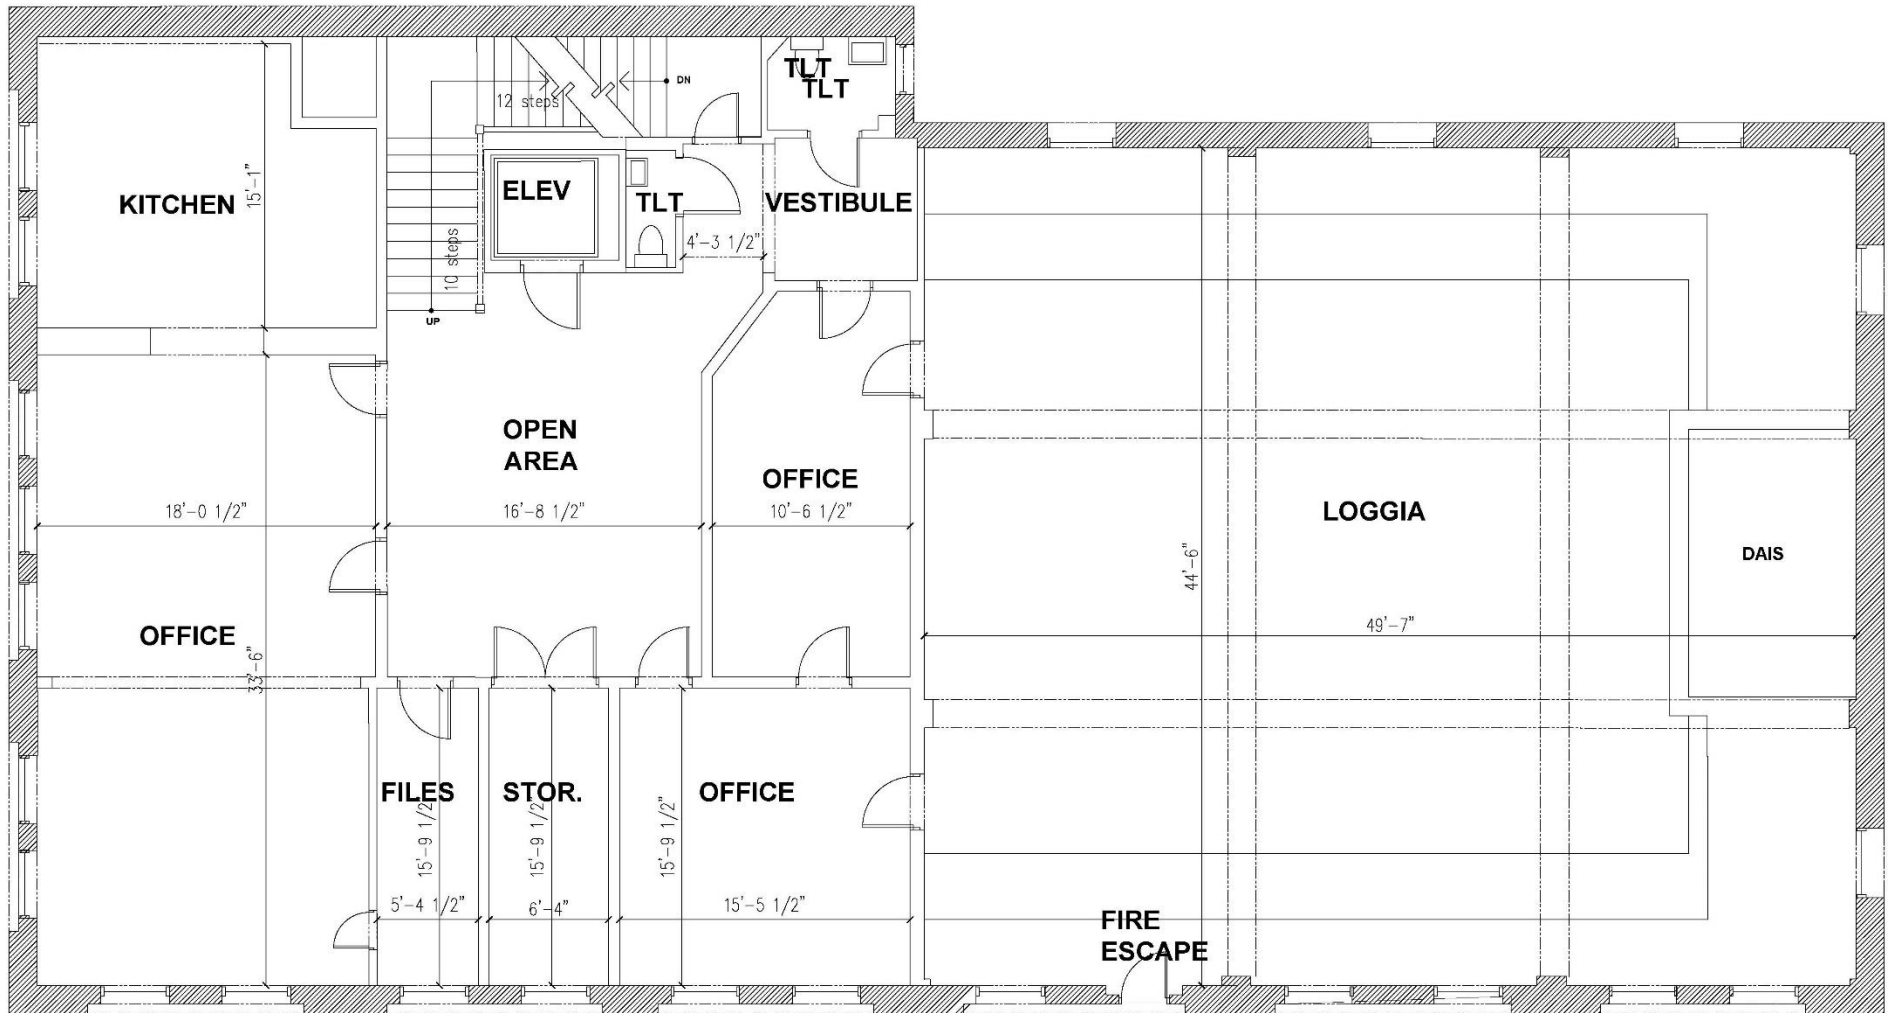 TLT
TLT
DN
12 steps
15'-1"
KITCHEN
ELEV
TLT
VESTIBULE
4'-3 1/2"
10 steps
UP
OPEN
AREA
OFFICE
18'-0 1/2"
16'-8 1/2"
10'-6 1/2"
LOGGIA
DAIS
44'-6"
49'-7"
OFFICE
33'-6"
FILES
STOR.
OFFICE
15'-9 1/2"
15'-9 1/2"
15'-9 1/2"
5'-4 1/2"
6'-4"
15'-5 1/2"
FIRE
ESCAPE